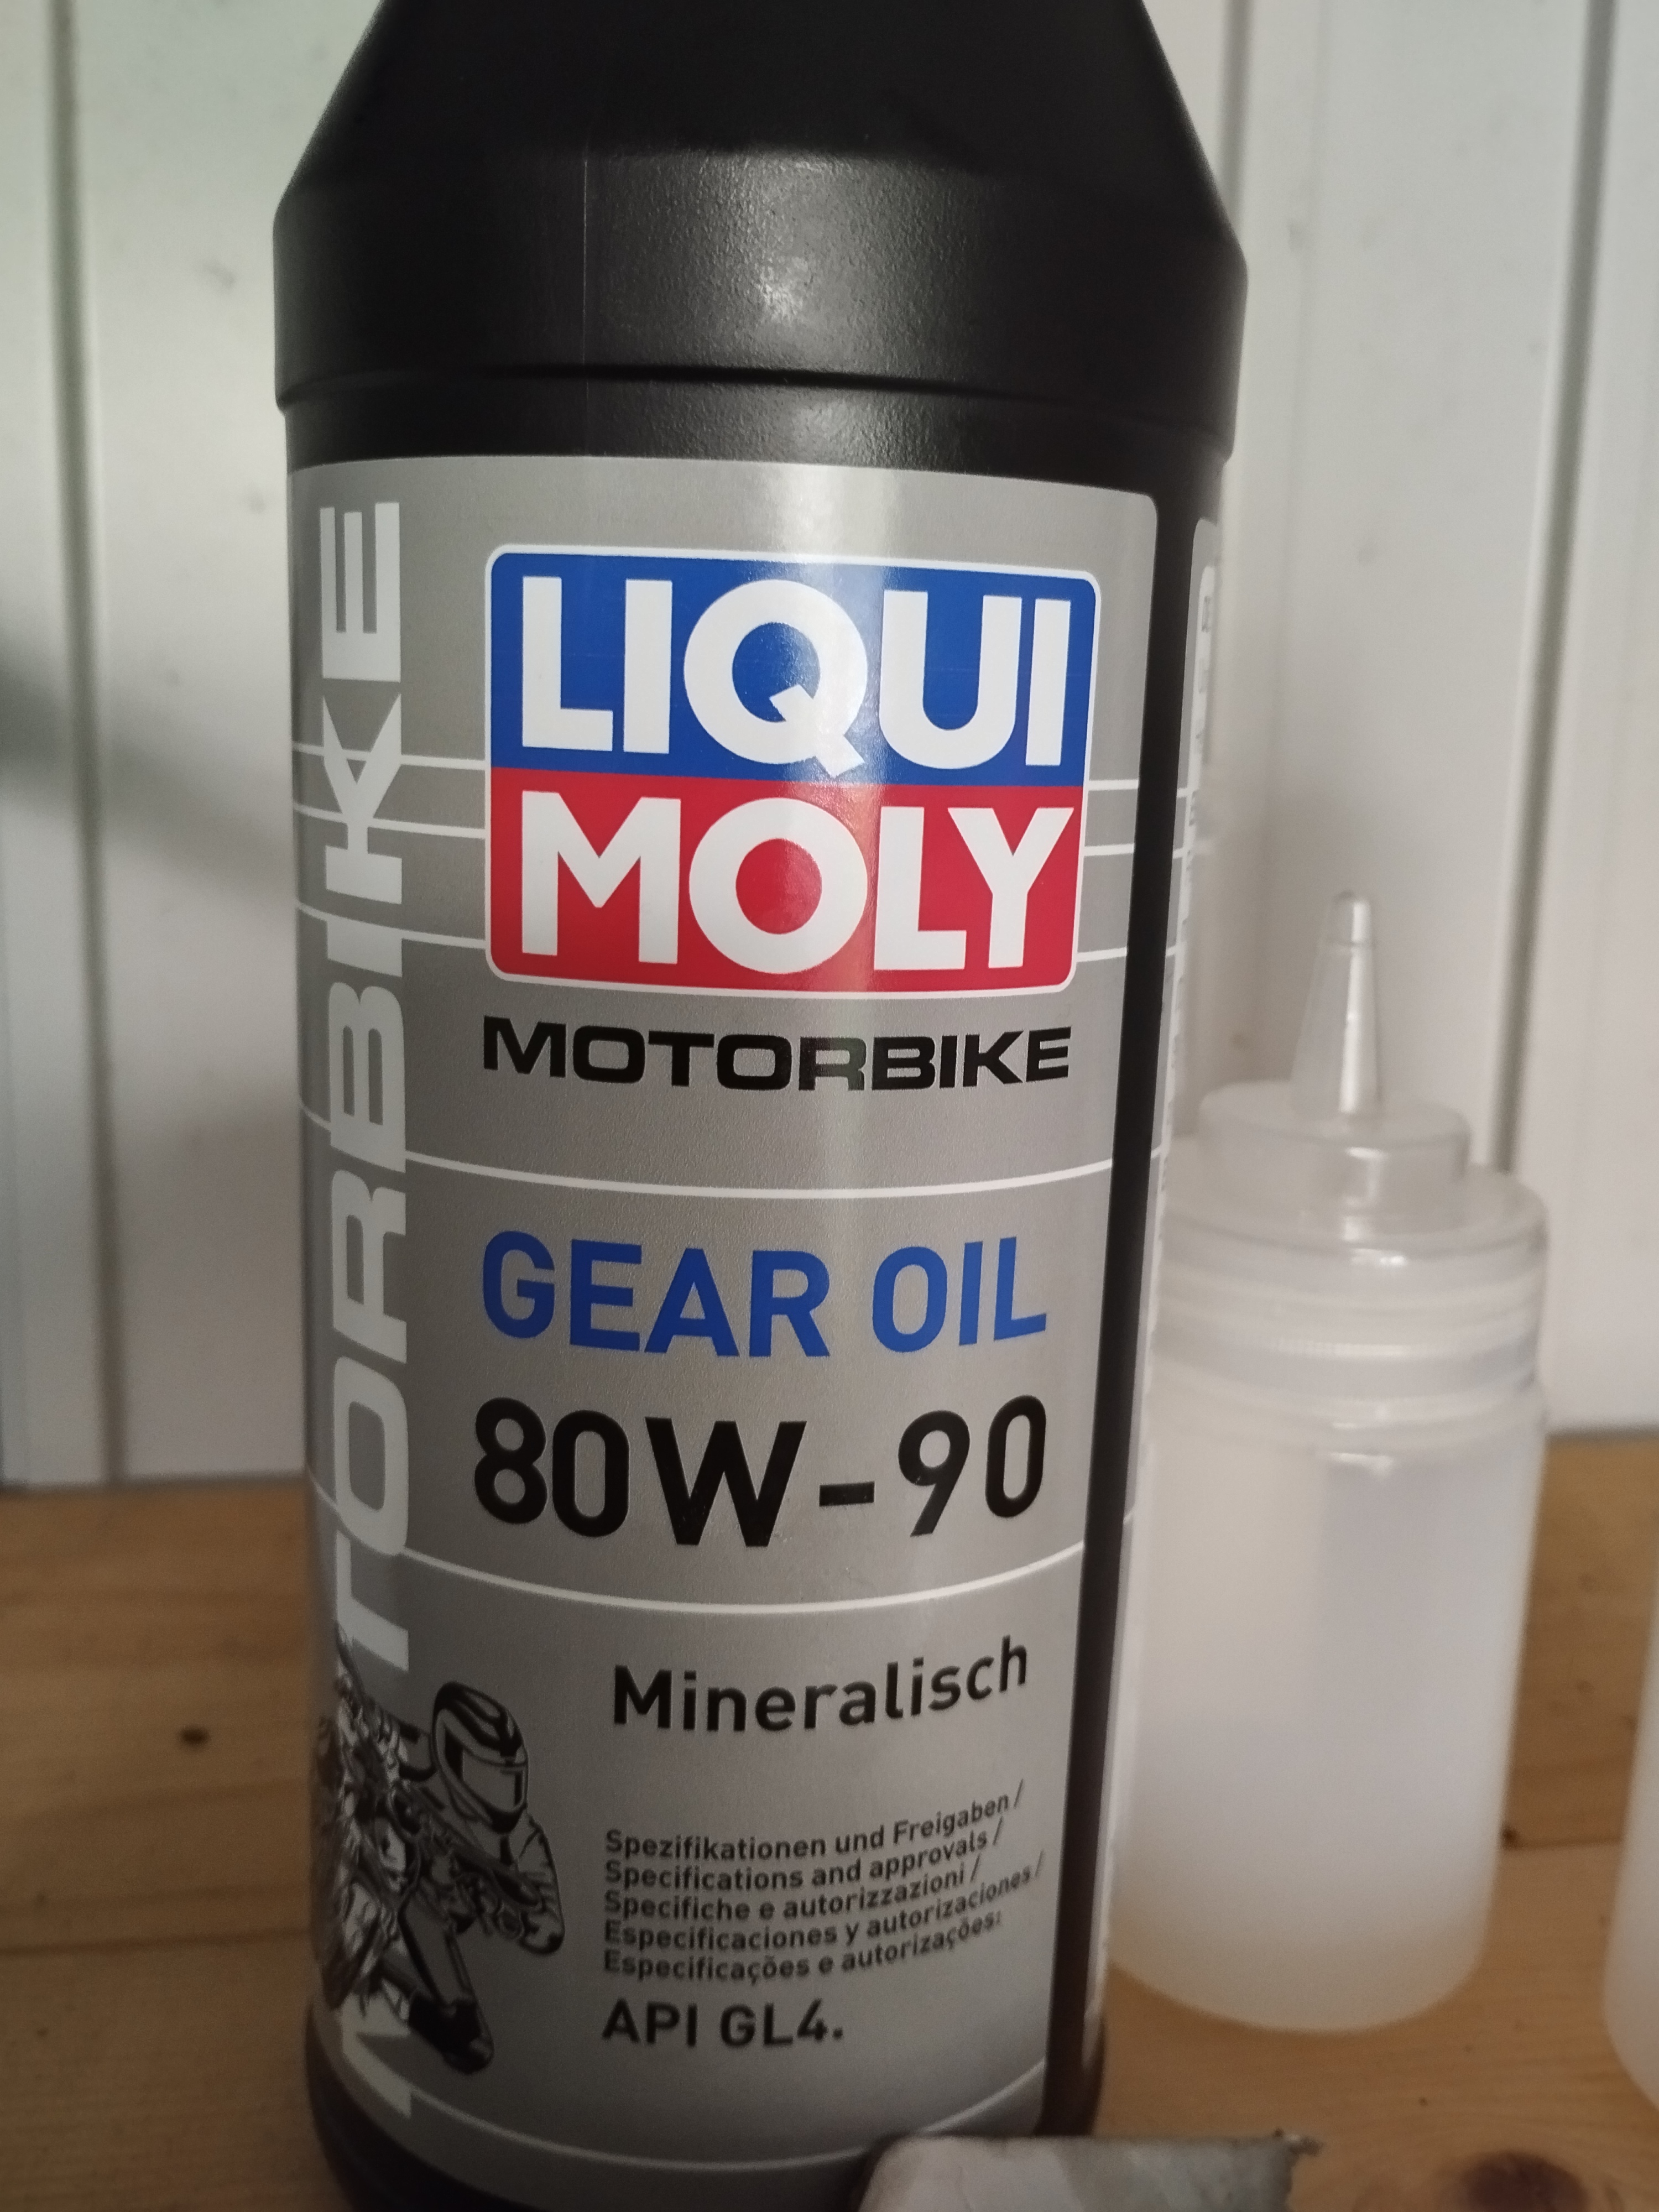 MOTORBIKE
LIQUI
MOLY
MOTORBIKE
GEAR OIL
80W-90
Mineralisch
Spezifikationen und Freigaben/
Specifications and approvals/
Specifiche e autorizzazioni/
Especificaciones y autorizaciones/
Especificações e autorizações:
API GL4.